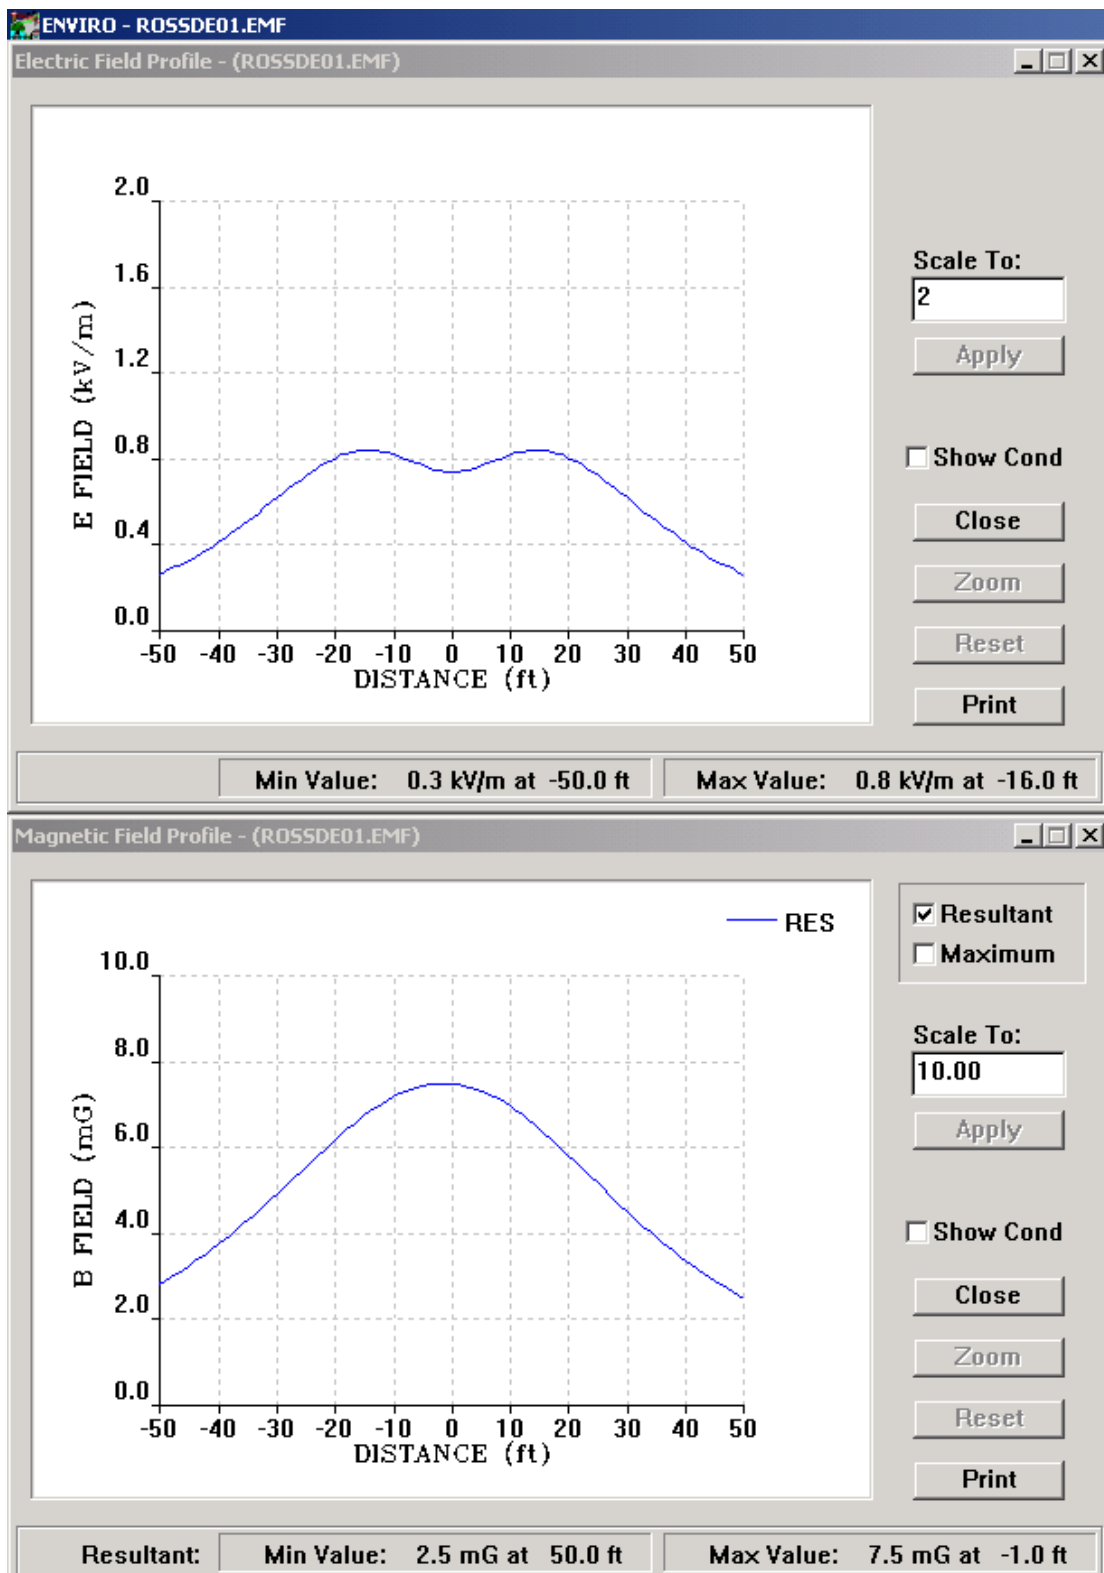 ENVIRO - ROSSDE01.EMF
Electric Field Profile - (ROSSDE01.EMF)
2.0
1.6
1.2
0.8
0.4
0.0
E FIELD (kV/m)
-50 -40 -30 -20 -10 0 10 20 30 40 50
DISTANCE (ft)
Scale To:
2
Apply
Show Cond
Close
Zoom
Reset
Print
Min Value: 0.3 kV/m at -50.0 ft
Max Value: 0.8 kV/m at -16.0 ft
Magnetic Field Profile - (ROSSDE01.EMF)
RES
10.0
8.0
6.0
4.0
2.0
0.0
B FIELD (mG)
-50 -40 -30 -20 -10 0 10 20 30 40 50
DISTANCE (ft)
Resultant
Maximum
Scale To:
10.00
Apply
Show Cond
Close
Zoom
Reset
Print
Resultant: Min Value: 2.5 mG at 50.0 ft
Max Value: 7.5 mG at -1.0 ft